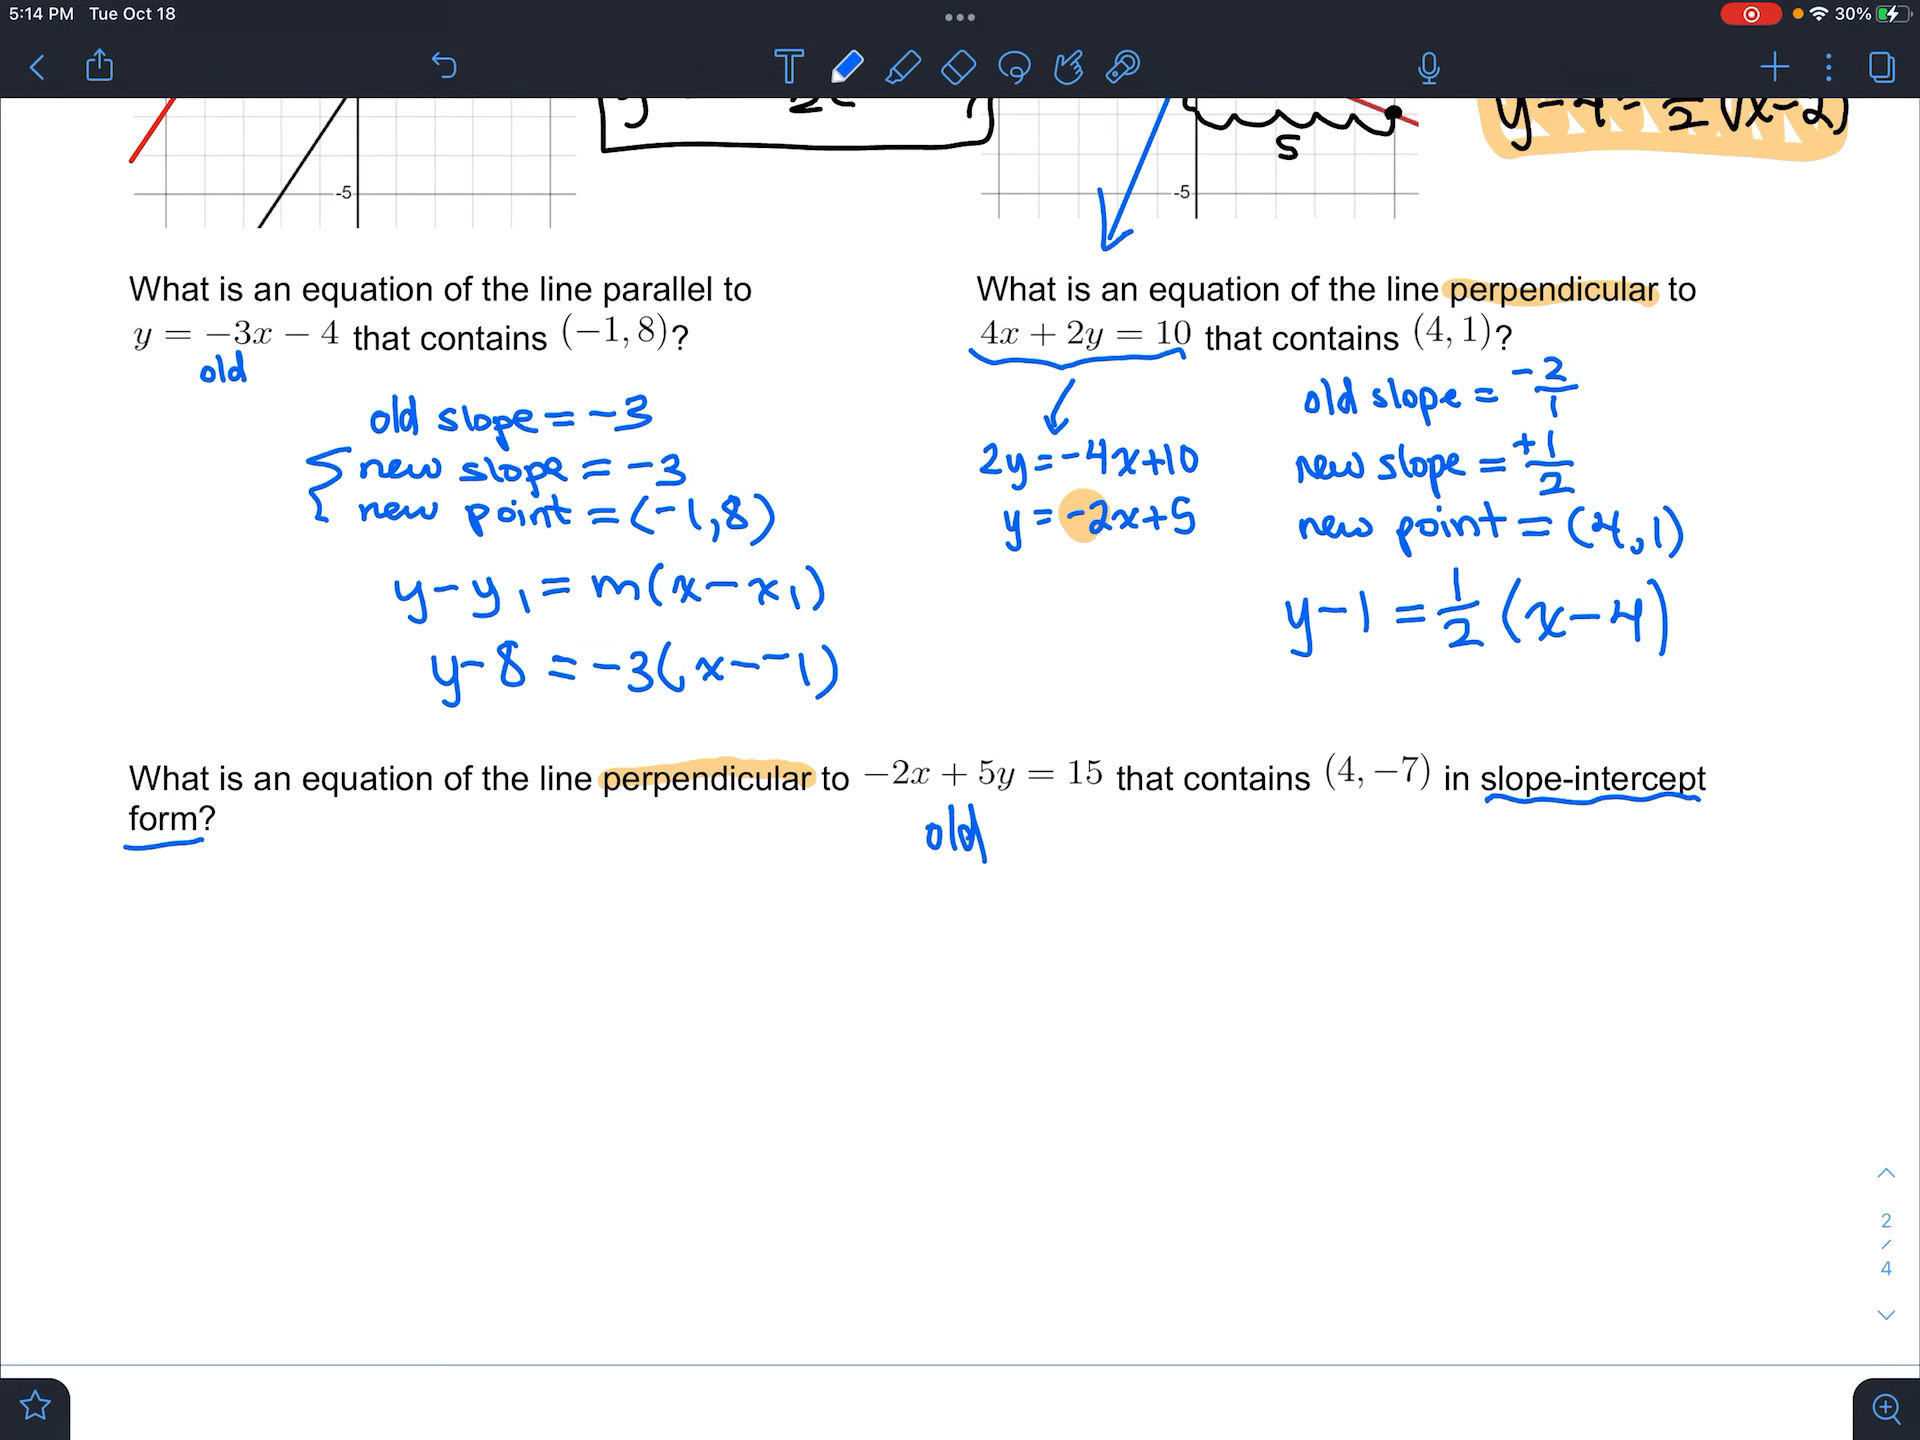 5:14 PM Tue Oct 18
30%
T
-5
5
-5
What is an equation of the line parallel to
y = −3x − 4 that contains (−1, 8)?
old
old slope = -3
new slope = -3
new point = (-1,8)
y-y₁ = m(x-x₁)
y-8 = -3(x--1)
What is an equation of the line perpendicular to
4x + 2y = 10 that contains (4, 1)?
2y=-4x+10
y=-2x+5
old slope = -2/1
new slope = +1/2
new point = (4,1)
y-1 = 1/2 (x-4)
What is an equation of the line perpendicular to −2x + 5y = 15 that contains (4, −7) in slope-intercept
form?
old
2
/
4